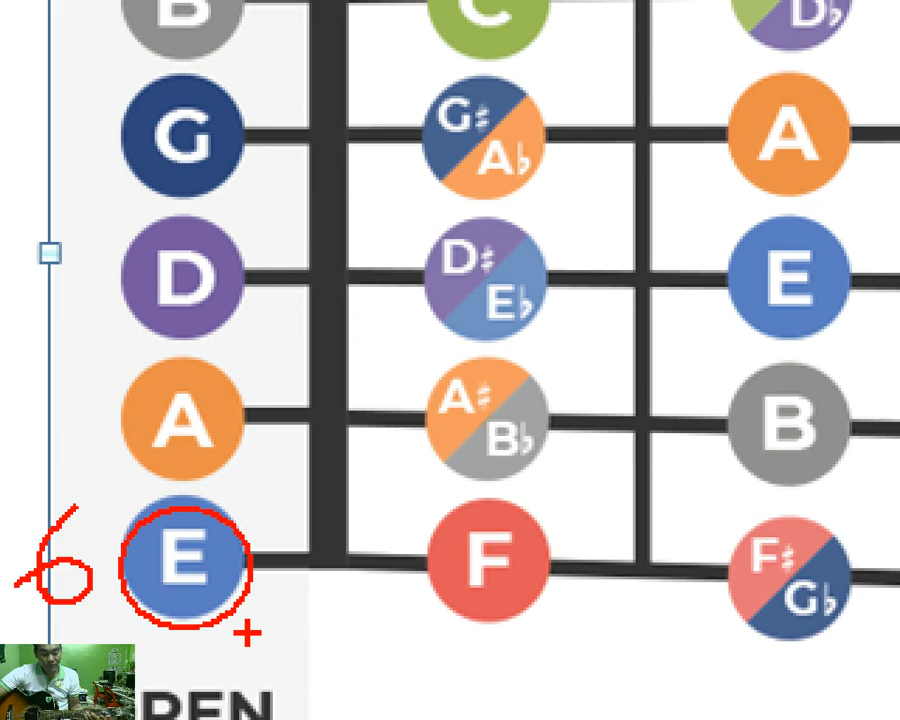 B C D♭
G G♯ A♭ A
D D♯ E♭ E
A A♯ B♭ B
6 E F F♯ G♭
PEN